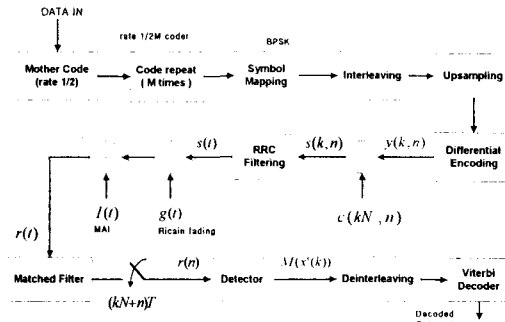 DATA IN
rate 1/2M coder
BPSK
Mother Code
(rate 1/2)
Code repeat
( M times )
Symbol
Mapping
Interleaving
Upsampling
s(t)
RRC
Filtering
s(k,n)
y(k,n)
Differential
Encoding
I(t)
MAI
g(t)
Ricain fading
c(kN , n)
r(t)
Matched Filter
(kN+n)T
r(n)
Detector
M(x'(k))
Deinterleaving
Viterbi
Decoder
Decoded